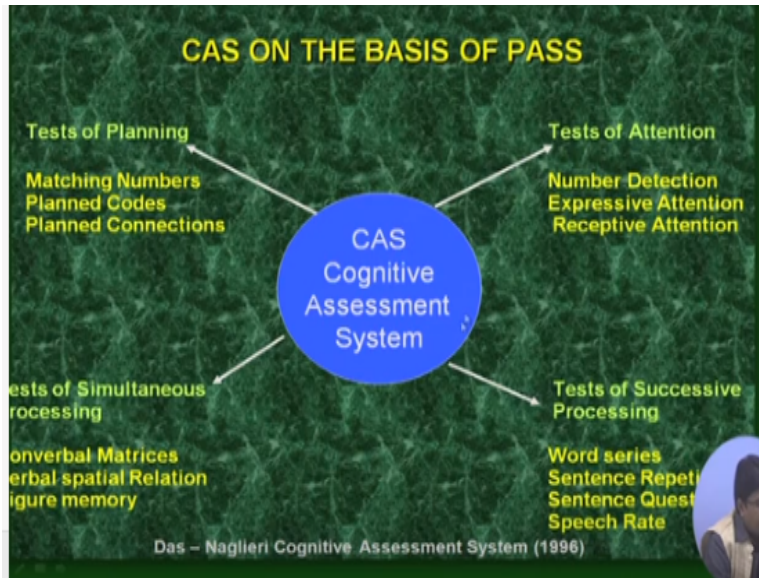 CAS ON THE BASIS OF PASS
Tests of Planning
Matching Numbers
Planned Codes
Planned Connections
Tests of Attention
Number Detection
Expressive Attention
Receptive Attention
CAS
Cognitive
Assessment
System
ests of Simultaneous
rocessing
onverbal Matrices
erbal spatial Relation
igure memory
Tests of Successive
Processing
Word series
Sentence Repeti
Sentence Quest
Speech Rate
Das – Naglieri Cognitive Assessment System (1996)